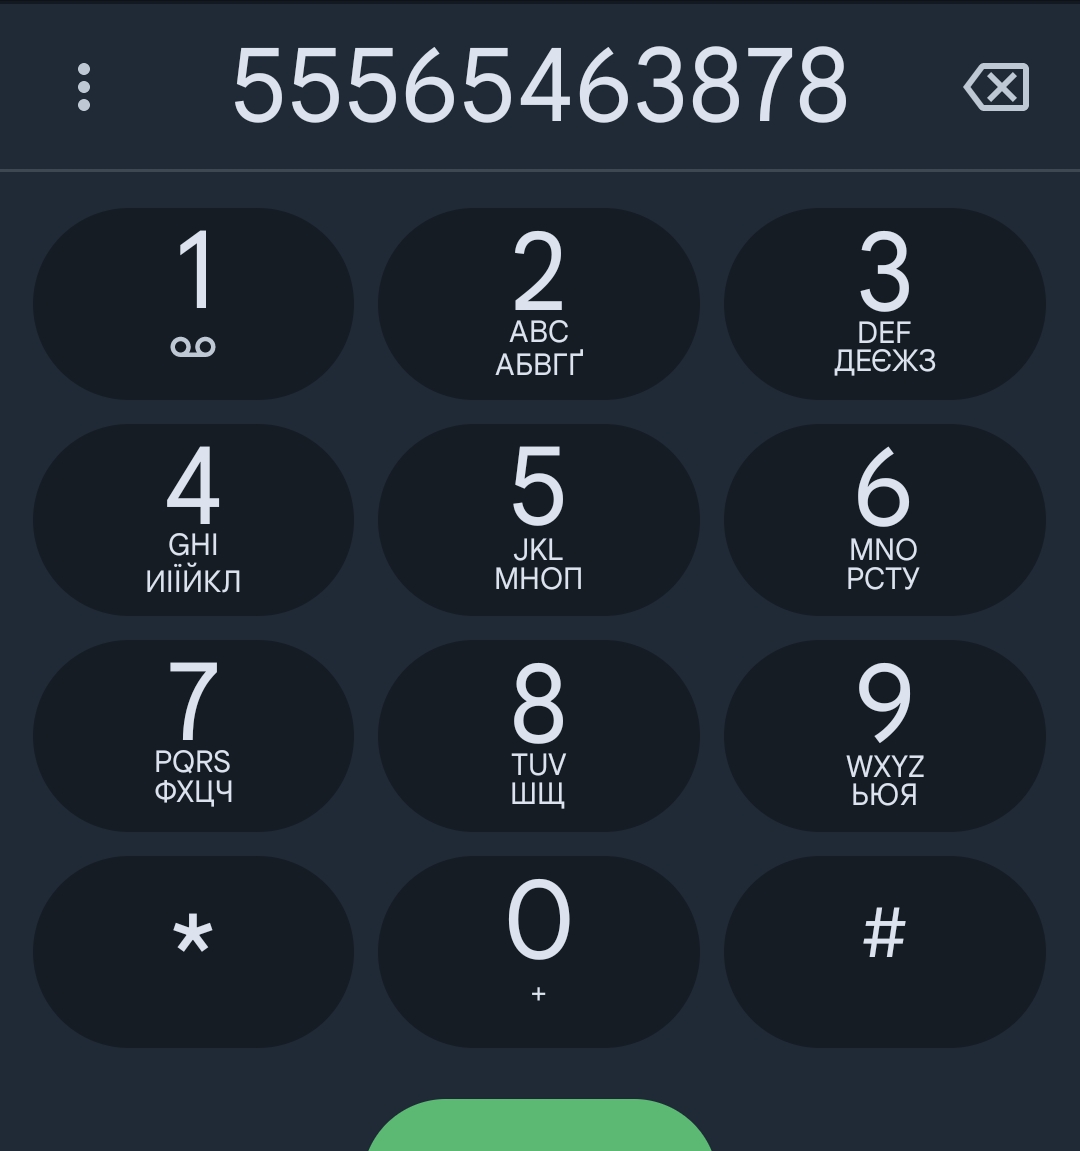 55565463878
1
2
ABC
АБВГҐ
3
DEF
ДЕЄЖЗ
4
GHI
ИІЇЙКЛ
5
JKL
МНОП
6
MNO
РСТУ
7
PQRS
ФХЦЧ
8
TUV
ШЩ
9
WXYZ
ЬЮЯ
*
0
+
#